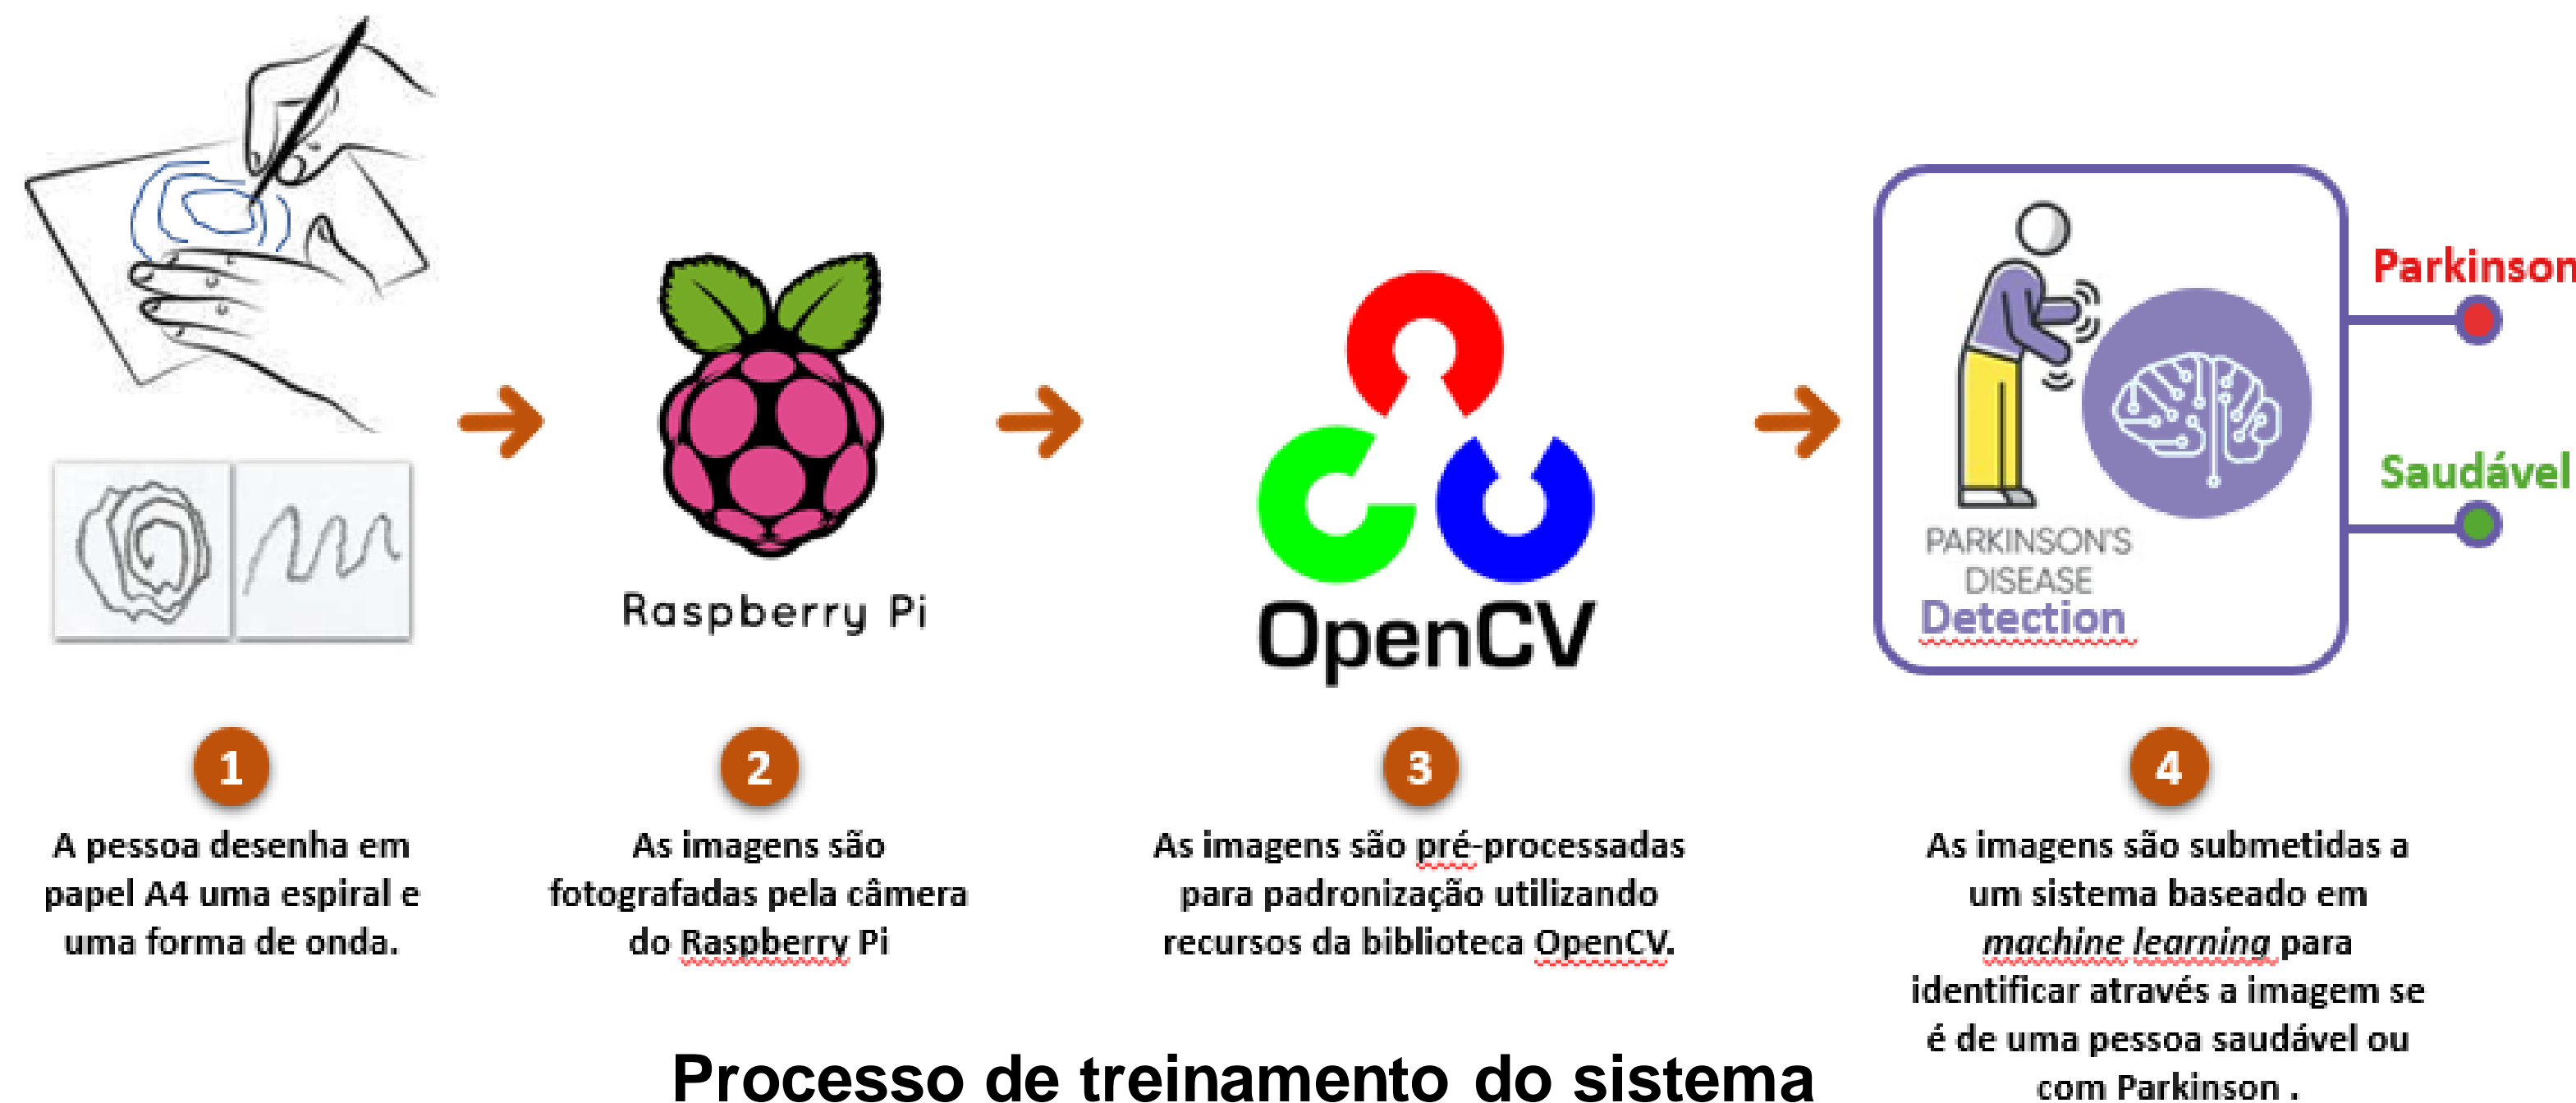 Parkinson
Saudável
PARKINSON'S
DISEASE
Detection
Raspberry Pi
OpenCV
1
A pessoa desenha em
papel A4 uma espiral e
uma forma de onda.
2
As imagens são
fotografadas pela câmera
do Raspberry Pi
3
As imagens são pré-processadas
para padronização utilizando
recursos da biblioteca OpenCV.
4
As imagens são submetidas a
um sistema baseado em
machine learning para
identificar através a imagem se
é de uma pessoa saudável ou
com Parkinson .
Processo de treinamento do sistema